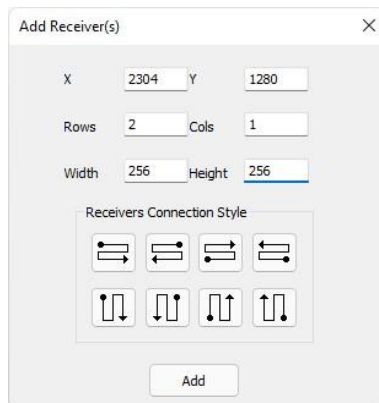 Add Receiver(s)
X 2304 Y 1280
Rows 2 Cols 1
Width 256 Height 256
Receivers Connection Style
Add